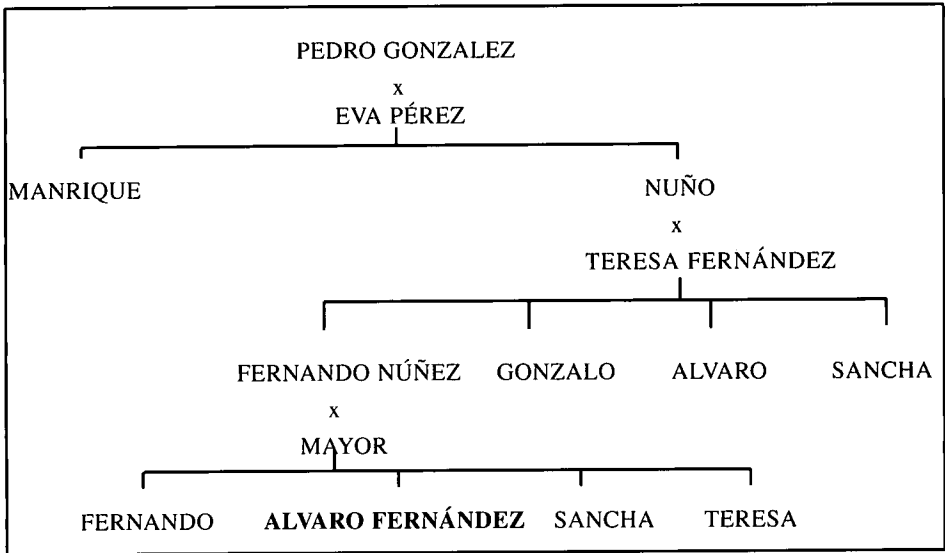 PEDRO GONZALEZ
x
EVA PÉREZ
MANRIQUE NUÑO
x
TERESA FERNÁNDEZ
FERNANDO NÚÑEZ GONZALO ALVARO SANCHA
x
MAYOR
FERNANDO ALVARO FERNÁNDEZ SANCHA TERESA